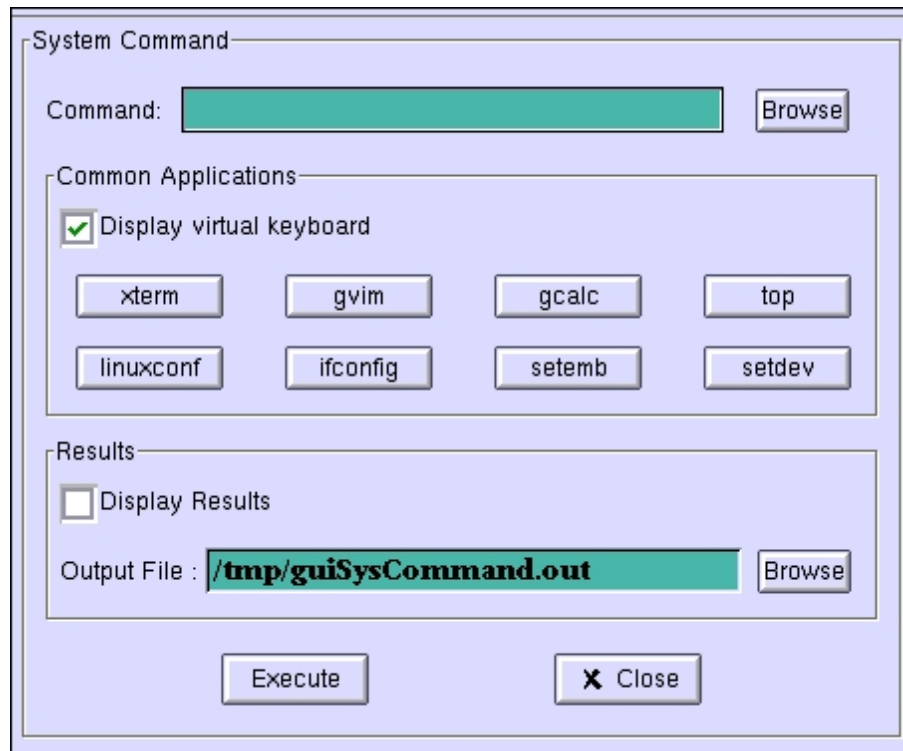 System Command
Command: Browse
Common Applications
Display virtual keyboard
xterm gvim gcalc top
linuxconf ifconfig setemb setdev
Results
Display Results
Output File : /tmp/guiSysCommand.out Browse
Execute X Close